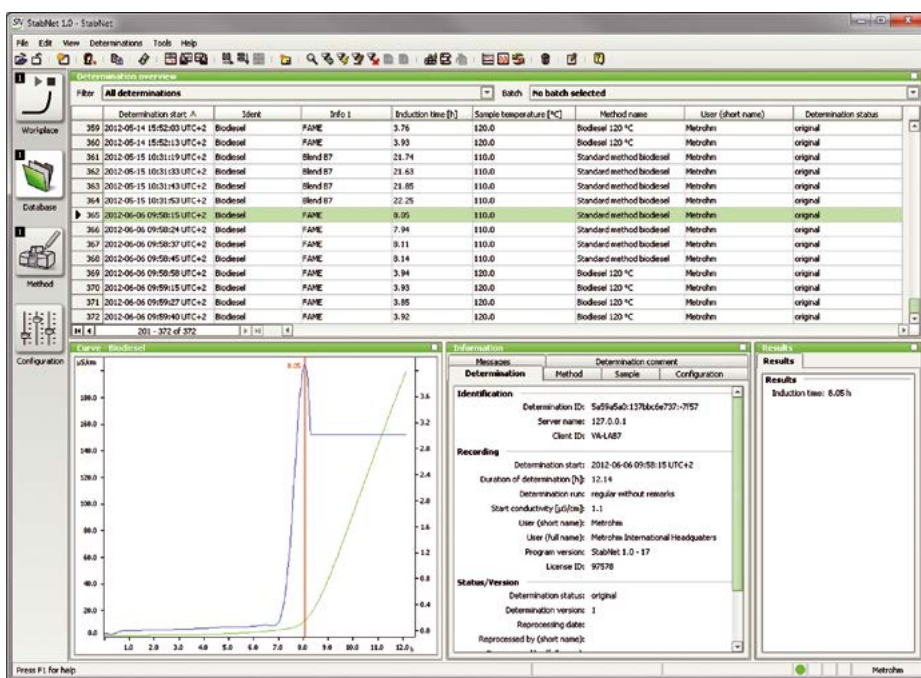 StabNet 1.0 - StabNet
File Edit View Determinations Tools Help
Determination overview
Filter All determinations Batch No batch selected
Determination start Ident Info 1 Induction time [h] Sample temperature [°C] Method name User (short name) Determination status
359 2012-05-14 15:52:03 UTC+2 Biodiesel FAME 3.76 120.0 Biodiesel 120 °C Metrohm original
360 2012-05-14 15:52:13 UTC+2 Biodiesel FAME 3.93 120.0 Biodiesel 120 °C Metrohm original
361 2012-05-15 10:31:19 UTC+2 Biodiesel Blend B7 21.74 110.0 Standard method biodiesel Metrohm original
362 2012-05-15 10:31:33 UTC+2 Biodiesel Blend B7 21.63 110.0 Standard method biodiesel Metrohm original
363 2012-05-15 10:31:43 UTC+2 Biodiesel Blend B7 21.85 110.0 Standard method biodiesel Metrohm original
364 2012-05-15 10:31:53 UTC+2 Biodiesel Blend B7 22.25 110.0 Standard method biodiesel Metrohm original
365 2012-06-06 09:58:15 UTC+2 Biodiesel FAME 8.05 110.0 Standard method biodiesel Metrohm original
366 2012-06-06 09:58:24 UTC+2 Biodiesel FAME 7.94 110.0 Standard method biodiesel Metrohm original
367 2012-06-06 09:58:37 UTC+2 Biodiesel FAME 8.11 110.0 Standard method biodiesel Metrohm original
368 2012-06-06 09:58:45 UTC+2 Biodiesel FAME 8.14 110.0 Standard method biodiesel Metrohm original
369 2012-06-06 09:58:58 UTC+2 Biodiesel FAME 3.94 120.0 Biodiesel 120 °C Metrohm original
370 2012-06-06 09:59:15 UTC+2 Biodiesel FAME 3.93 120.0 Biodiesel 120 °C Metrohm original
371 2012-06-06 09:59:27 UTC+2 Biodiesel FAME 3.85 120.0 Biodiesel 120 °C Metrohm original
372 2012-06-06 09:59:40 UTC+2 Biodiesel FAME 3.92 120.0 Biodiesel 120 °C Metrohm original
201 - 372 of 372
1
Workplace
1
Database
1
Method
Configuration
Curve - Biodiesel
µS/cm
8.05
180.0
160.0
140.0
120.0
100.0
80.0
60.0
40.0
20.0
0.0
3.6
3.2
2.8
2.4
2.0
1.6
1.2
0.8
0.4
0.0
1.0 2.0 3.0 4.0 5.0 6.0 7.0 8.0 9.0 10.0 11.0 12.0 h
Information
Messages Determination comment
Determination Method Sample Configuration
Identification
Determination ID: 5a59a5a0:137bbc6e737:-7f57
Server name: 127.0.0.1
Client ID: VA-LAB7
Recording
Determination start: 2012-06-06 09:58:15 UTC+2
Duration of determination [h]: 12.14
Determination run: regular without remarks
Start conductivity [µS/cm]: 1.1
User (short name): Metrohm
User (full name): Metrohm International Headquaters
Program version: StabNet 1.0 - 17
License ID: 97578
Status/Version
Determination status: original
Determination version: 1
Reprocessing date:
Reprocessed by (short name):
Results
Results
Results
Induction time: 8.05 h
Press F1 for help
Metrohm